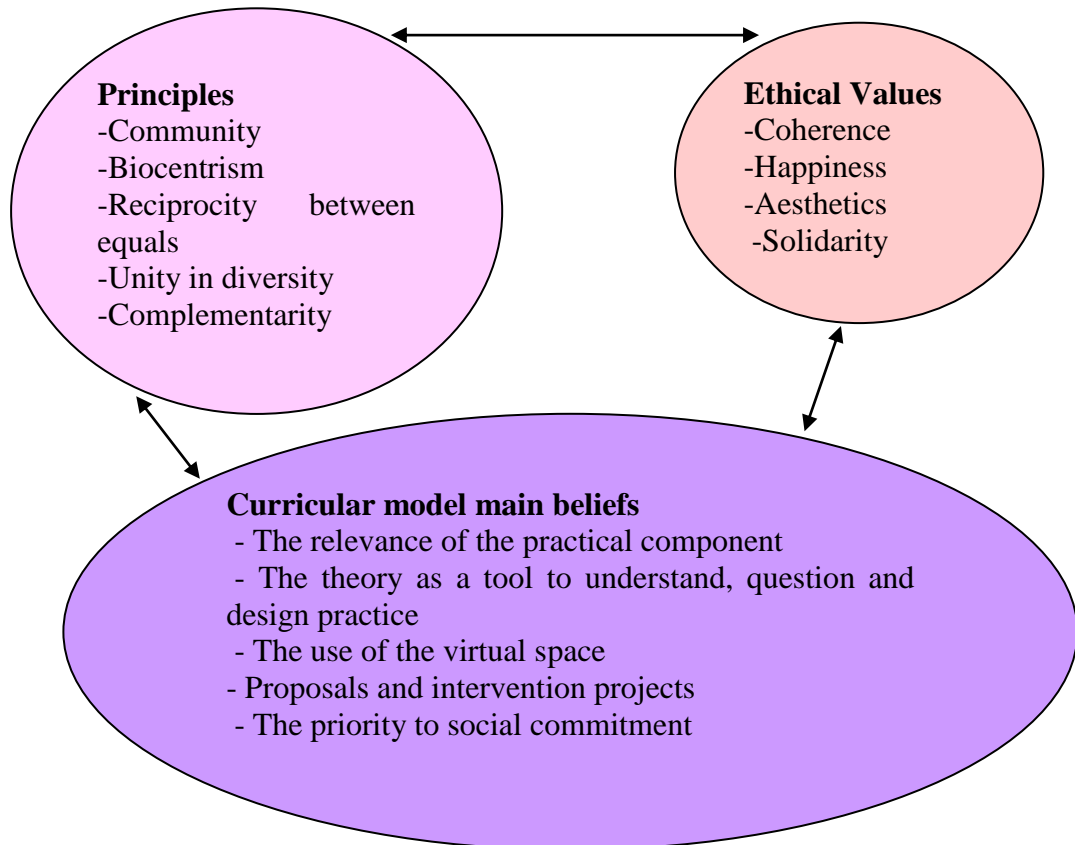 Principles
-Community
-Biocentrism
-Reciprocity between
equals
-Unity in diversity
-Complementarity
Ethical Values
-Coherence
-Happiness
-Aesthetics
-Solidarity
Curricular model main beliefs
- The relevance of the practical component
- The theory as a tool to understand, question and
design practice
- The use of the virtual space
- Proposals and intervention projects
- The priority to social commitment